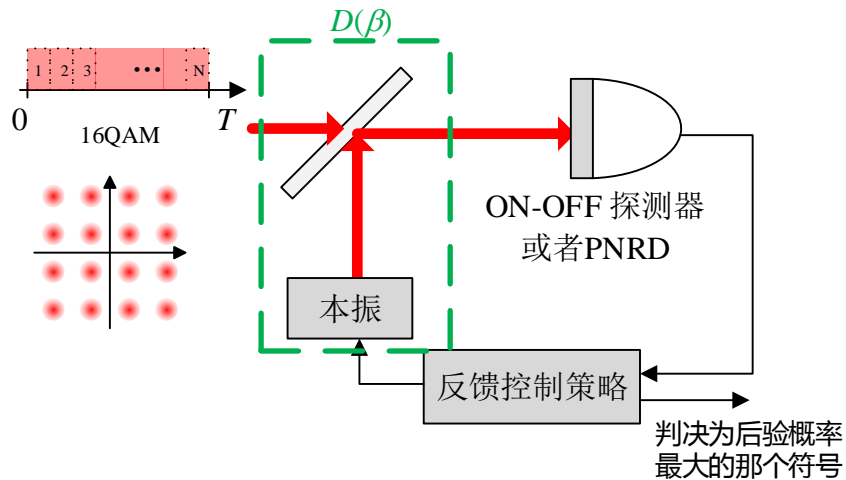 D(β)
1 2 3 ••• N
0 T
16QAM
ON-OFF 探测器
或者PNRD
本振
反馈控制策略
判决为后验概率
最大的那个符号